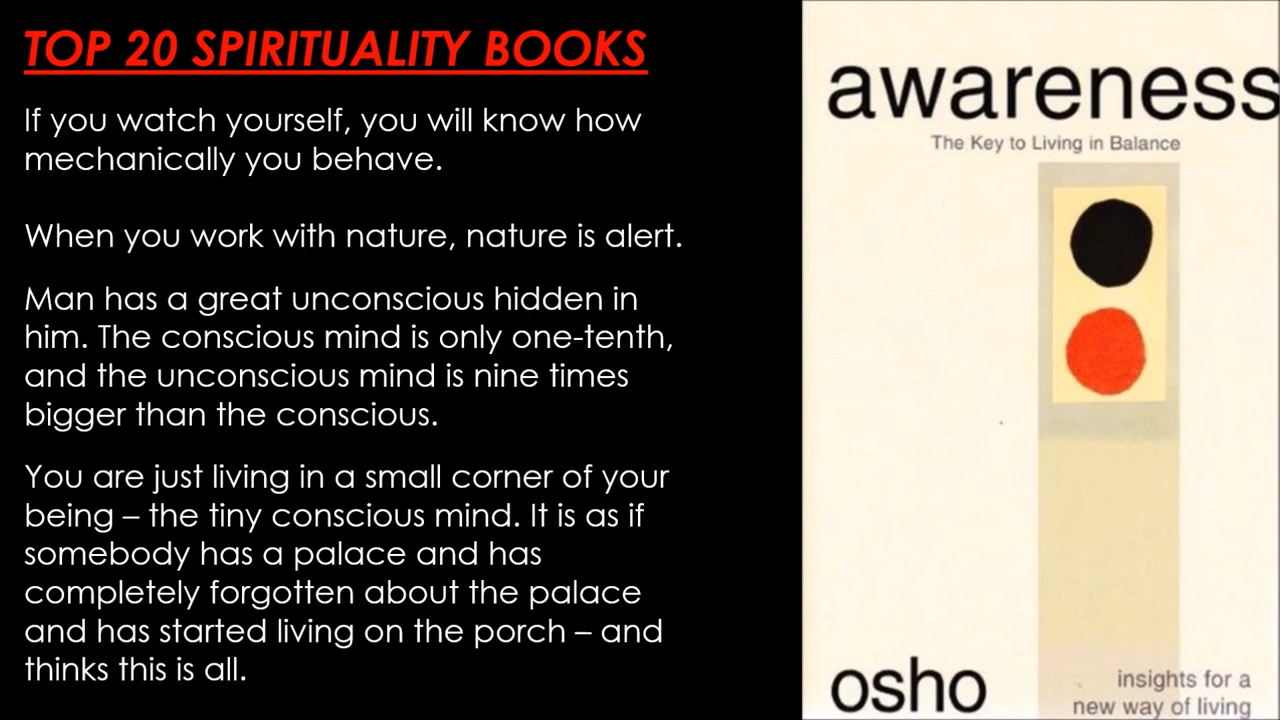 TOP 20 SPIRITUALITY BOOKS
If you watch yourself, you will know how
mechanically you behave.
When you work with nature, nature is alert.
Man has a great unconscious hidden in
him. The conscious mind is only one-tenth,
and the unconscious mind is nine times
bigger than the conscious.
You are just living in a small corner of your
being – the tiny conscious mind. It is as if
somebody has a palace and has
completely forgotten about the palace
and has started living on the porch – and
thinks this is all.
awareness
The Key to Living in Balance
osho
insights for a
new way of living